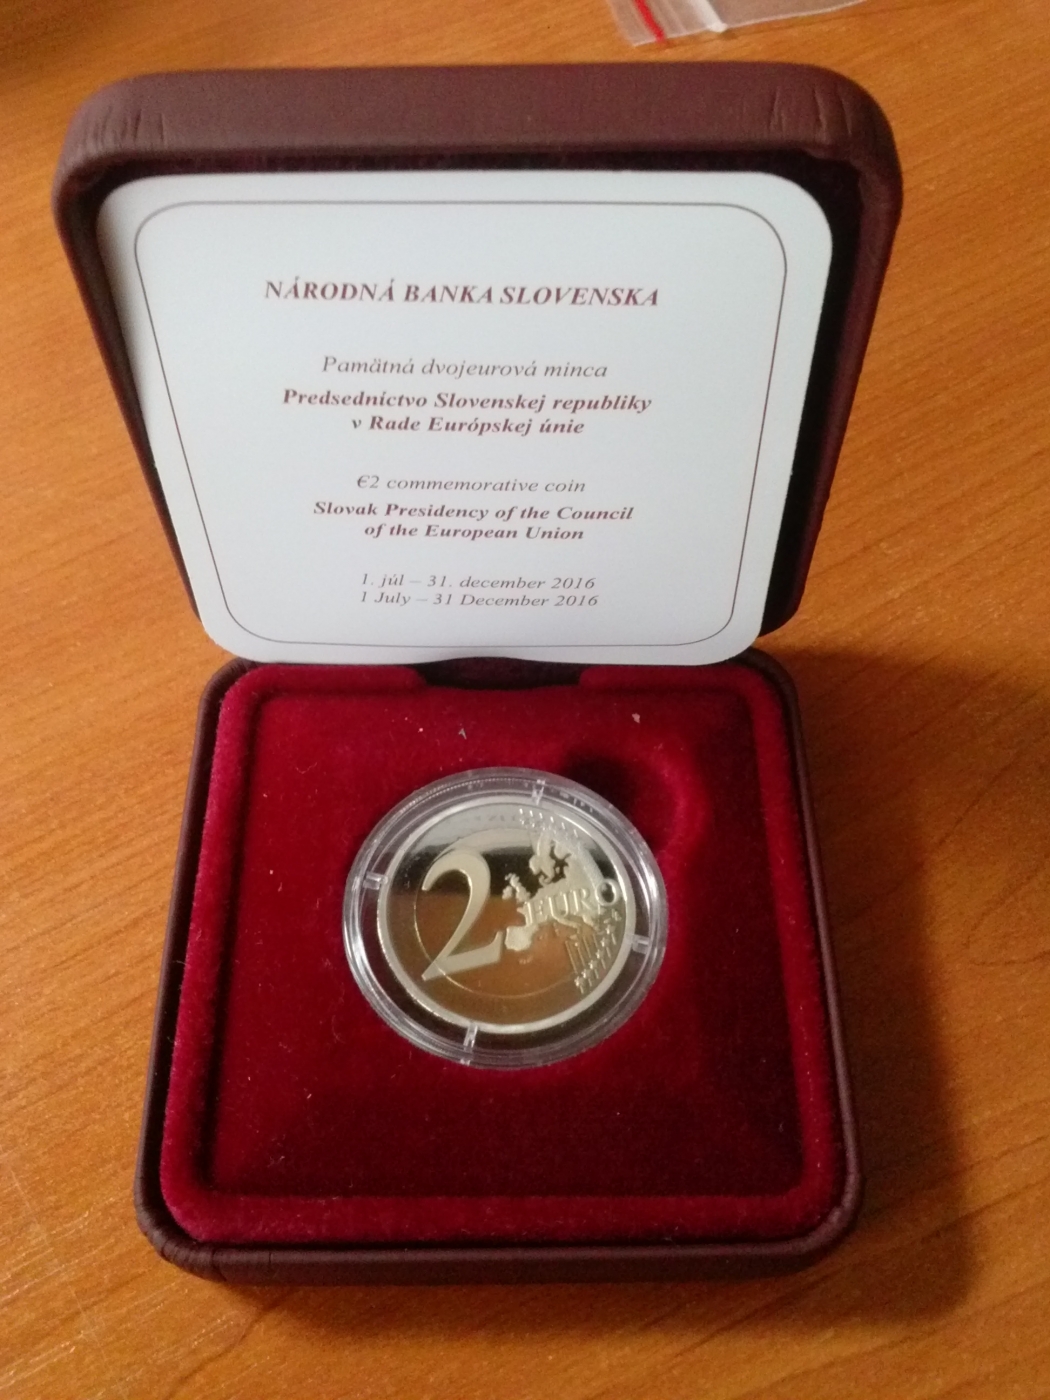 NÁRODNÁ BANKA SLOVENSKA
Pamätná dvojeurová minca
Predsedníctvo Slovenskej republiky
v Rade Európskej únie
€2 commemorative coin
Slovak Presidency of the Council
of the European Union
1. júl – 31. december 2016
1 July – 31 December 2016
2 EURO